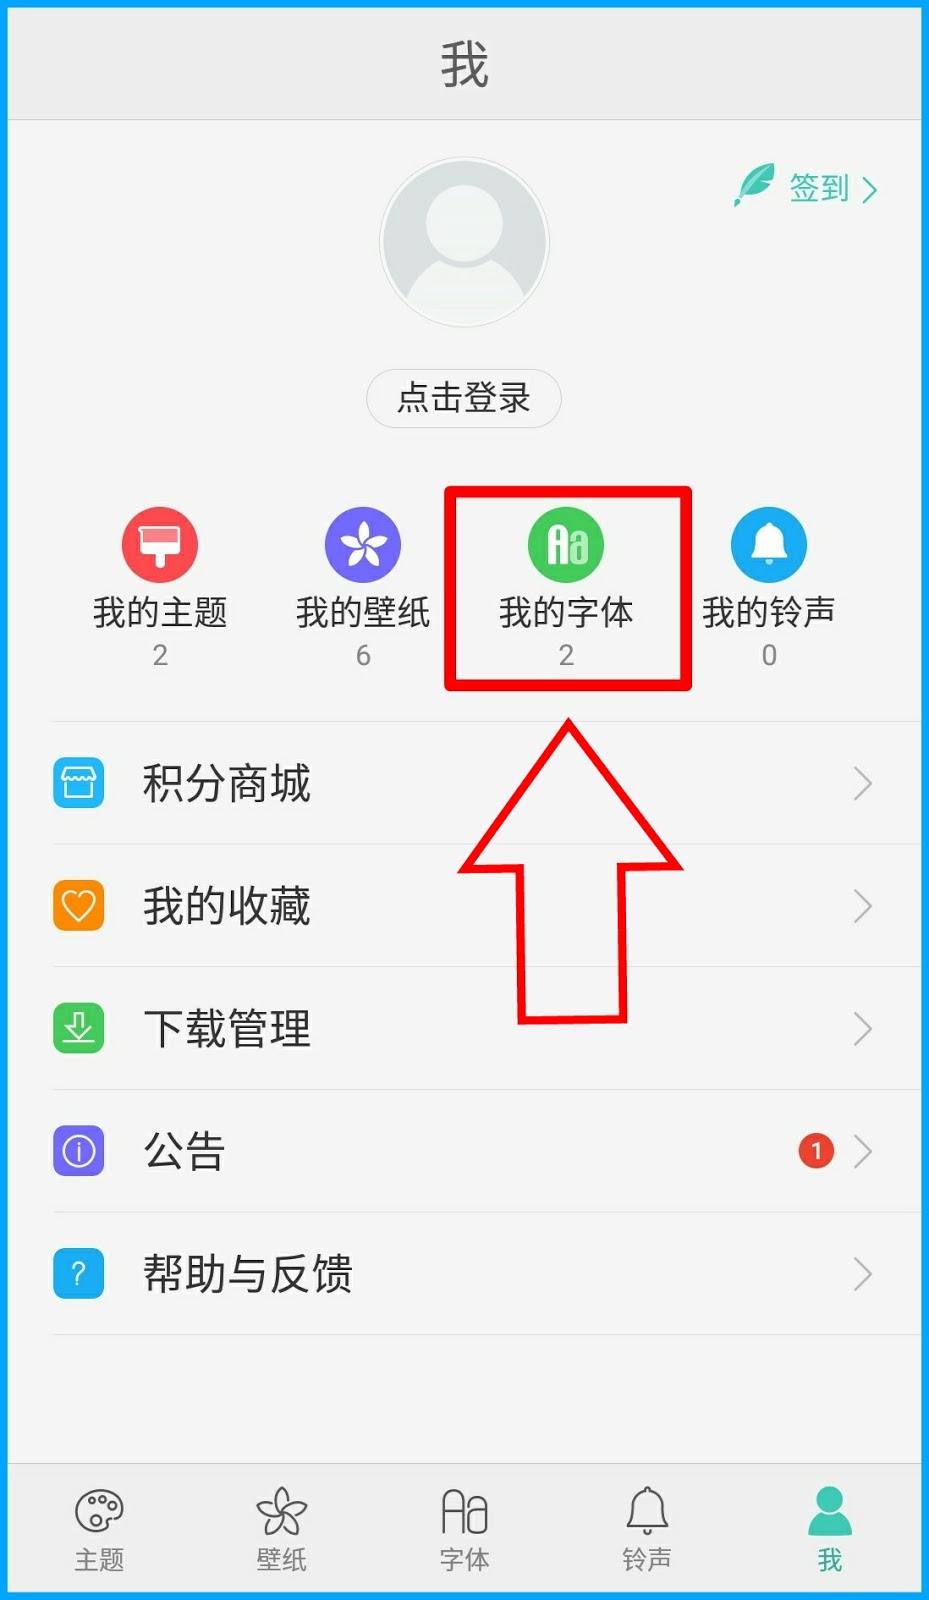 我
签到
点击登录
我的主题 我的壁纸 我的字体 我的铃声
2 6 2 0
积分商城
我的收藏
下载管理
公告 1
帮助与反馈
主题 壁纸 字体 铃声 我